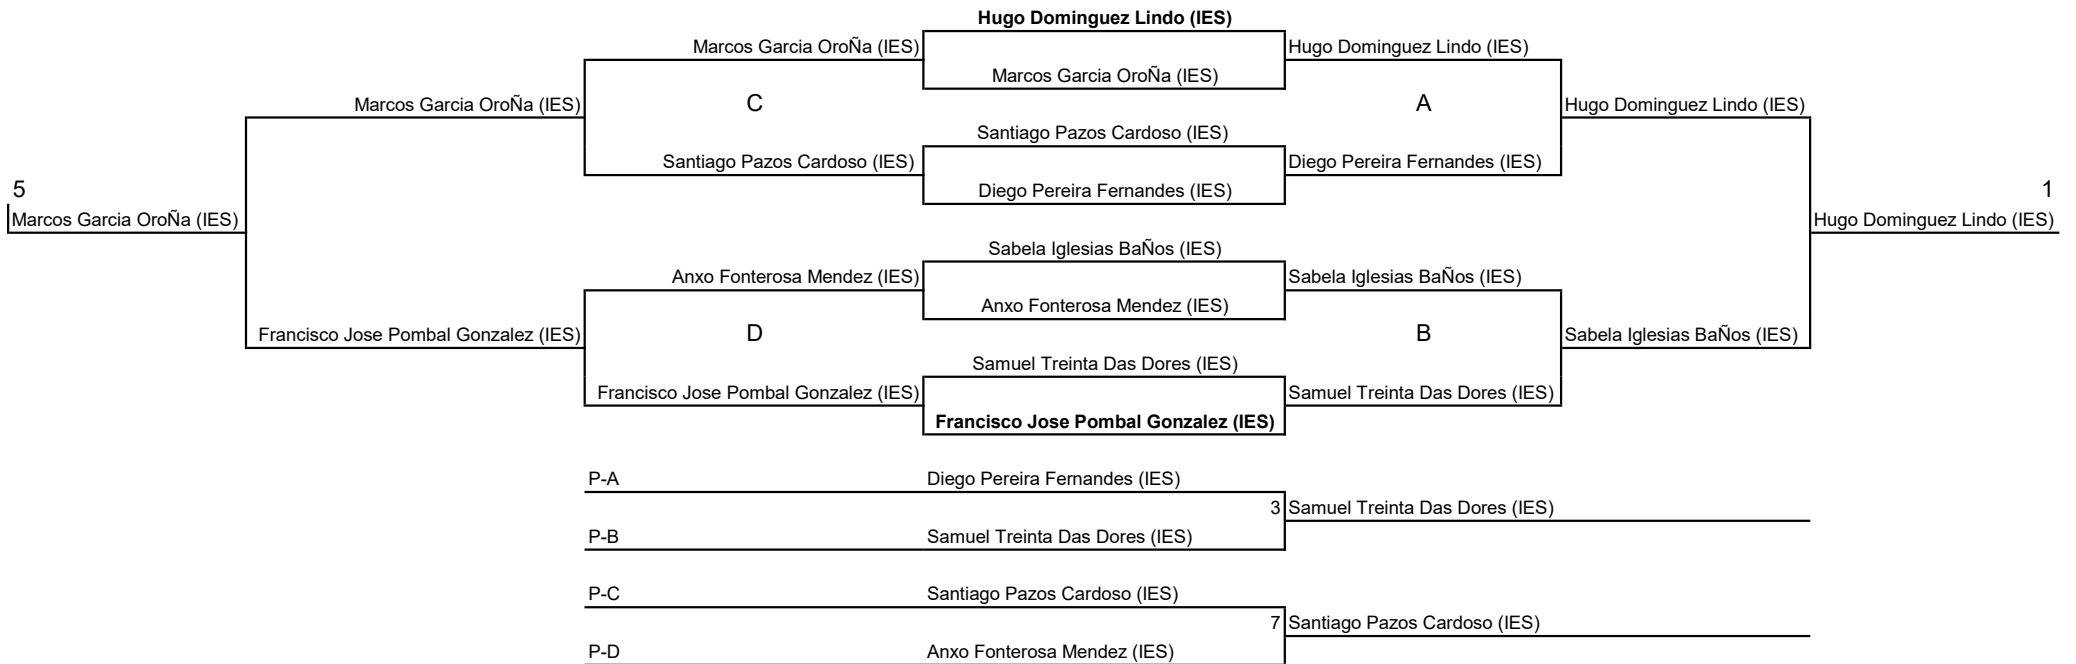 Hugo Dominguez Lindo (IES)
Marcos Garcia OroÑa (IES) Hugo Dominguez Lindo (IES)
Marcos Garcia OroÑa (IES)
Marcos Garcia OroÑa (IES) C A Hugo Dominguez Lindo (IES)
Santiago Pazos Cardoso (IES)
Santiago Pazos Cardoso (IES) Diego Pereira Fernandes (IES)
5 Diego Pereira Fernandes (IES) 1
Marcos Garcia OroÑa (IES) Hugo Dominguez Lindo (IES)
Sabela Iglesias BaÑos (IES)
Anxo Fonterosa Mendez (IES) Sabela Iglesias BaÑos (IES)
Anxo Fonterosa Mendez (IES)
Francisco Jose Pombal Gonzalez (IES) D B Sabela Iglesias BaÑos (IES)
Samuel Treinta Das Dores (IES)
Francisco Jose Pombal Gonzalez (IES) Samuel Treinta Das Dores (IES)
Francisco Jose Pombal Gonzalez (IES)
P-A Diego Pereira Fernandes (IES)
3 Samuel Treinta Das Dores (IES)
P-B Samuel Treinta Das Dores (IES)
P-C Santiago Pazos Cardoso (IES)
7 Santiago Pazos Cardoso (IES)
P-D Anxo Fonterosa Mendez (IES)